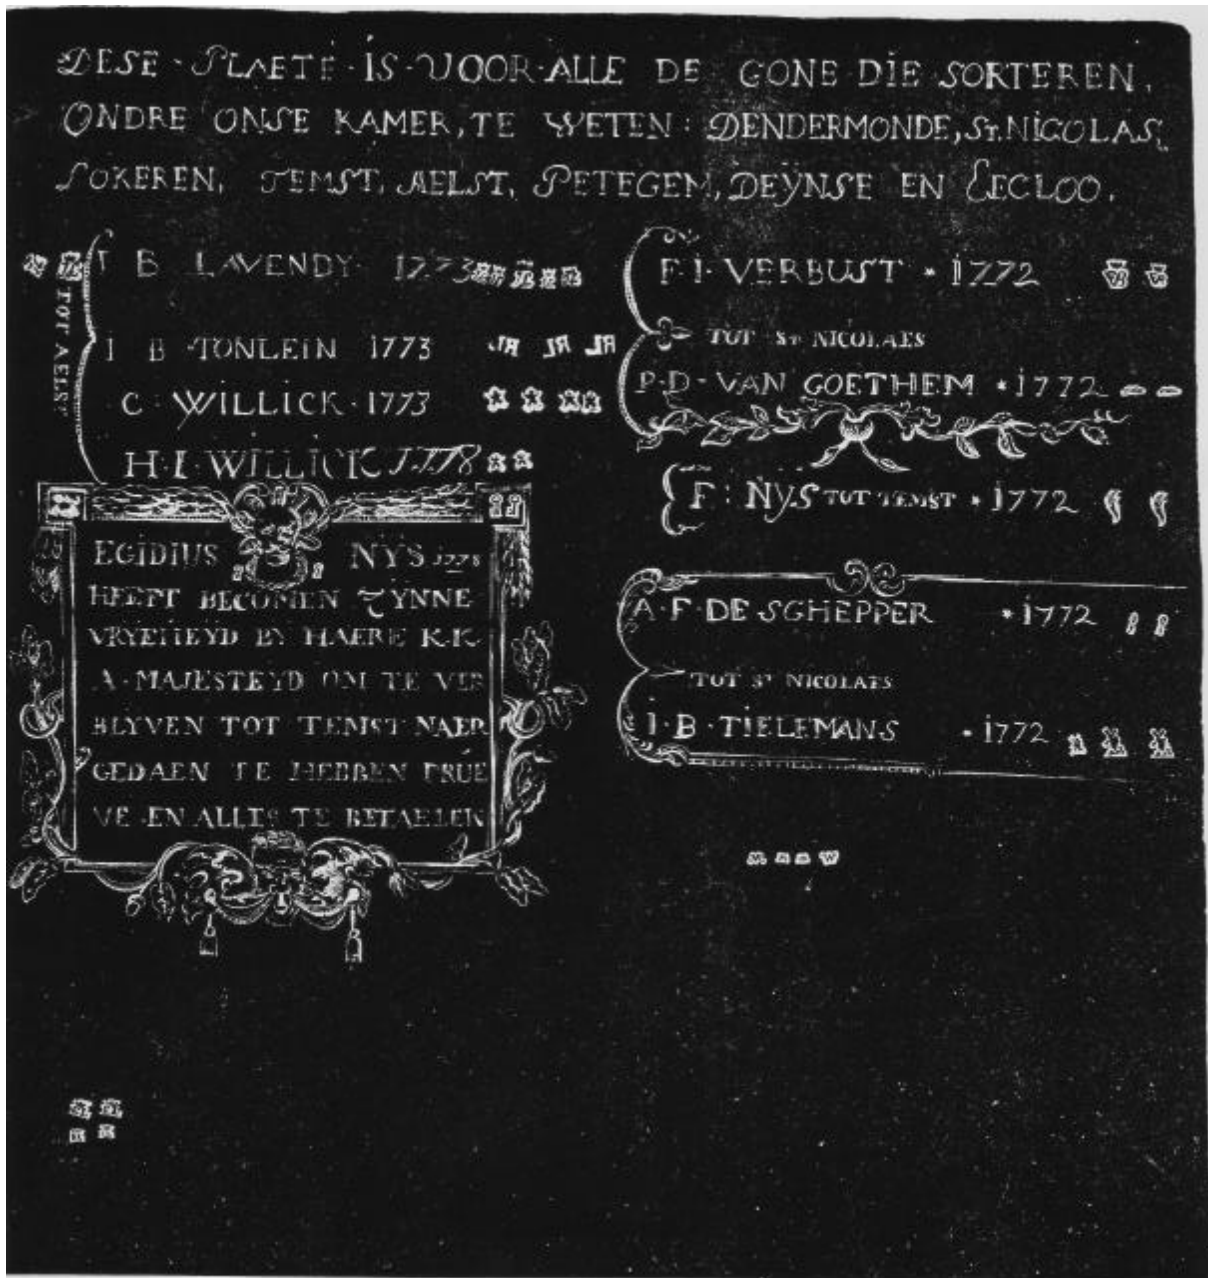 DESE · PLAETE · IS · VOOR · ALLE DE GONE DIE SORTEREN,
ONDRE ONSE KAMER, TE WETEN : DENDERMONDE, ST. NICOLAS,
LOKEREN, TEMST, AELST, PETEGEM, DEŸNSE EN EECLOO.
TOT AELST
I B LAVENDY · 1773
I B · TONLEIN 1773
C · WILLICK · 1773
H · I · WILLICK 1778
EGIDIUS NŸS 1778
HEEFT BECOMEN ZYNNE
VRYEHEYD BY HAERE K·K·
A · MAJESTEYD OM TE VER
BLYVEN TOT TEMST NAER
GEDAEN TE HEBBEN PRUE
VE · EN ALLES TE BETAELEN
F · I · VERBUST * 1772
TOT ST NICOLAES
P · D · VAN GOETHEM * 1772
F : NYS TOT TEMST * 1772
A · F · DE SGHEPPER * 1772
TOT ST NICOLAES
I · B · TIELEMANS * 1772